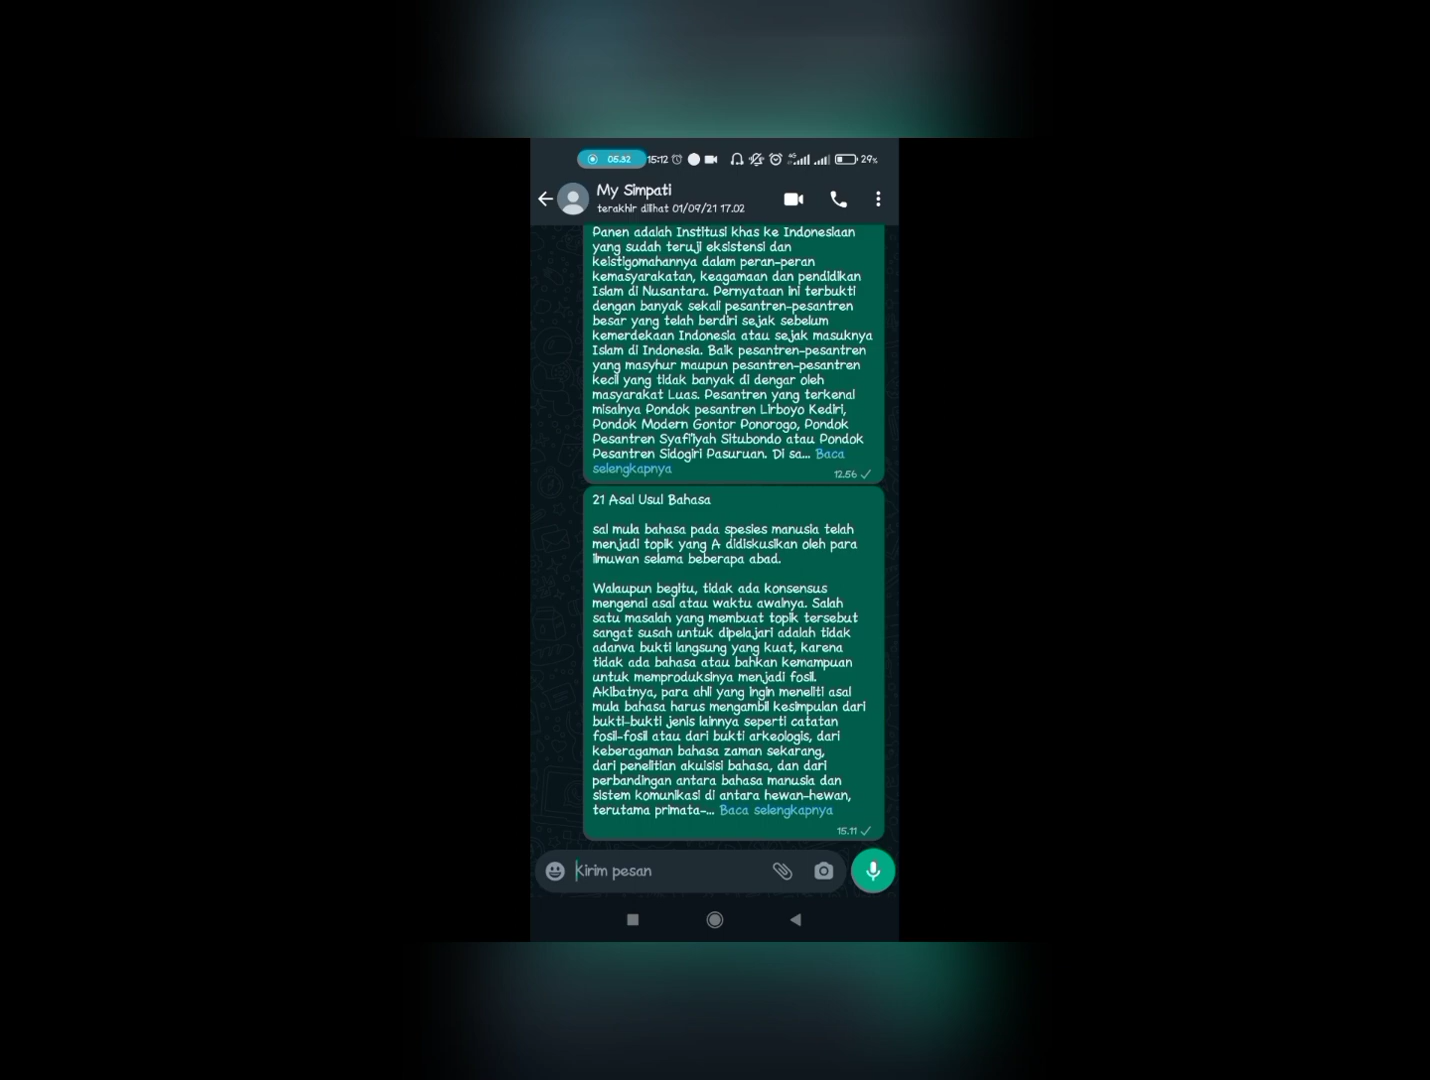 05.32 15:12 4G 29%
My Simpati
terakhir dilihat 01/09/21 17.02
Panen adalah Institusi khas ke Indonesiaan
yang sudah teruji eksistensi dan
keistiqomahannya dalam peran-peran
kemasyarakatan, keagamaan dan pendidikan
Islam di Nusantara. Pernyataan ini terbukti
dengan banyak sekali pesantren-pesantren
besar yang telah berdiri sejak sebelum
kemerdekaan Indonesia atau sejak masuknya
Islam di Indonesia. Baik pesantren-pesantren
yang masyhur maupun pesantren-pesantren
kecil yang tidak banyak di dengar oleh
masyarakat Luas. Pesantren yang terkenal
misalnya Pondok pesantren Lirboyo Kediri,
Pondok Modern Gontor Ponorogo, Pondok
Pesantren Syafi'iyah Situbondo atau Pondok
Pesantren Sidogiri Pasuruan. Di sa... Baca
selengkapnya
12.56
21 Asal Usul Bahasa
sal mula bahasa pada spesies manusia telah
menjadi topik yang A didiskusikan oleh para
ilmuwan selama beberapa abad.
Walaupun begitu, tidak ada konsensus
mengenai asal atau waktu awalnya. Salah
satu masalah yang membuat topik tersebut
sangat susah untuk dipelajari adalah tidak
adanva bukti langsung yang kuat, karena
tidak ada bahasa atau bahkan kemampuan
untuk memproduksinya menjadi fosil.
Akibatnya, para ahli yang ingin meneliti asal
mula bahasa harus mengambil kesimpulan dari
bukti-bukti jenis lainnya seperti catatan
fosil-fosil atau dari bukti arkeologis, dari
keberagaman bahasa zaman sekarang,
dari penelitian akuisisi bahasa, dan dari
perbandingan antara bahasa manusia dan
sistem komunikasi di antara hewan-hewan,
terutama primata-... Baca selengkapnya
15.11
Kirim pesan